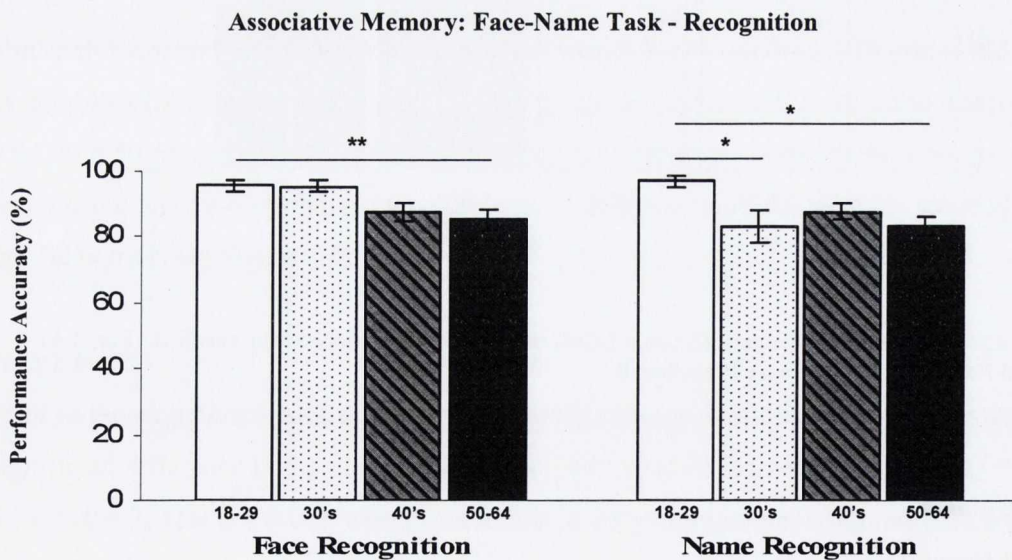 Associative Memory: Face-Name Task - Recognition
*
** *
100
80
60
40
20
0
Performance Accuracy (%)
18-29 30's 40's 50-64 18-29 30's 40's 50-64
Face Recognition Name Recognition